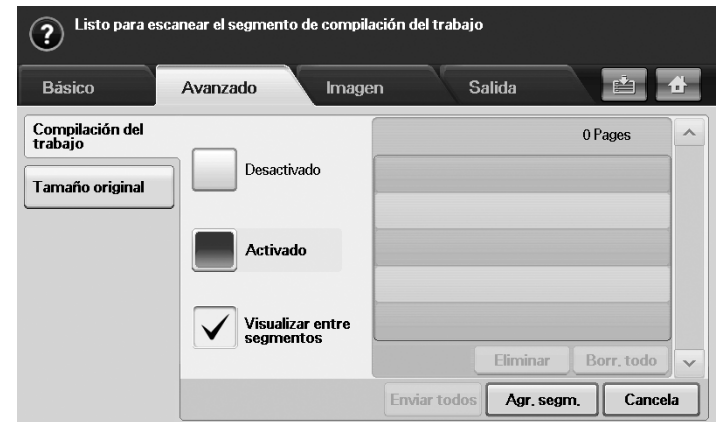 Listo para escanear el segmento de compilación del trabajo
Básico
Avanzado
Imagen
Salida
Compilación del
trabajo
Tamaño original
Desactivado
Activado
Visualizar entre
segmentos
0 Pages
Eliminar
Borr. todo
Enviar todos
Agr. segm.
Cancela